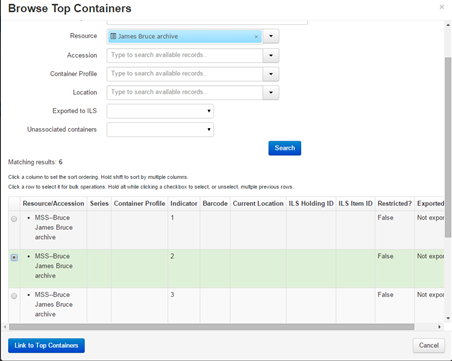 Browse Top Containers ×
Resource James Bruce archive ×
Accession Type to search available records..
Container Profile Type to search available records..
Location Type to search available records..
Exported to ILS
Unassociated containers
Search
Matching results: 6
Click a column to set the sort ordering. Hold shift to sort by multiple columns.
Click a row to select it for bulk operations. Hold alt while clicking a checkbox to select, or unselect, multiple previous rows.
Resource/Accession Series Container Profile Indicator Barcode Current Location ILS Holding ID ILS Item ID Restricted? Exported
• MSS--Bruce 1 False Not expor
James Bruce
archive
• MSS--Bruce 2 False Not expor
James Bruce
archive
• MSS--Bruce 3 False Not expor
James Bruce
archive
Link to Top Containers Cancel